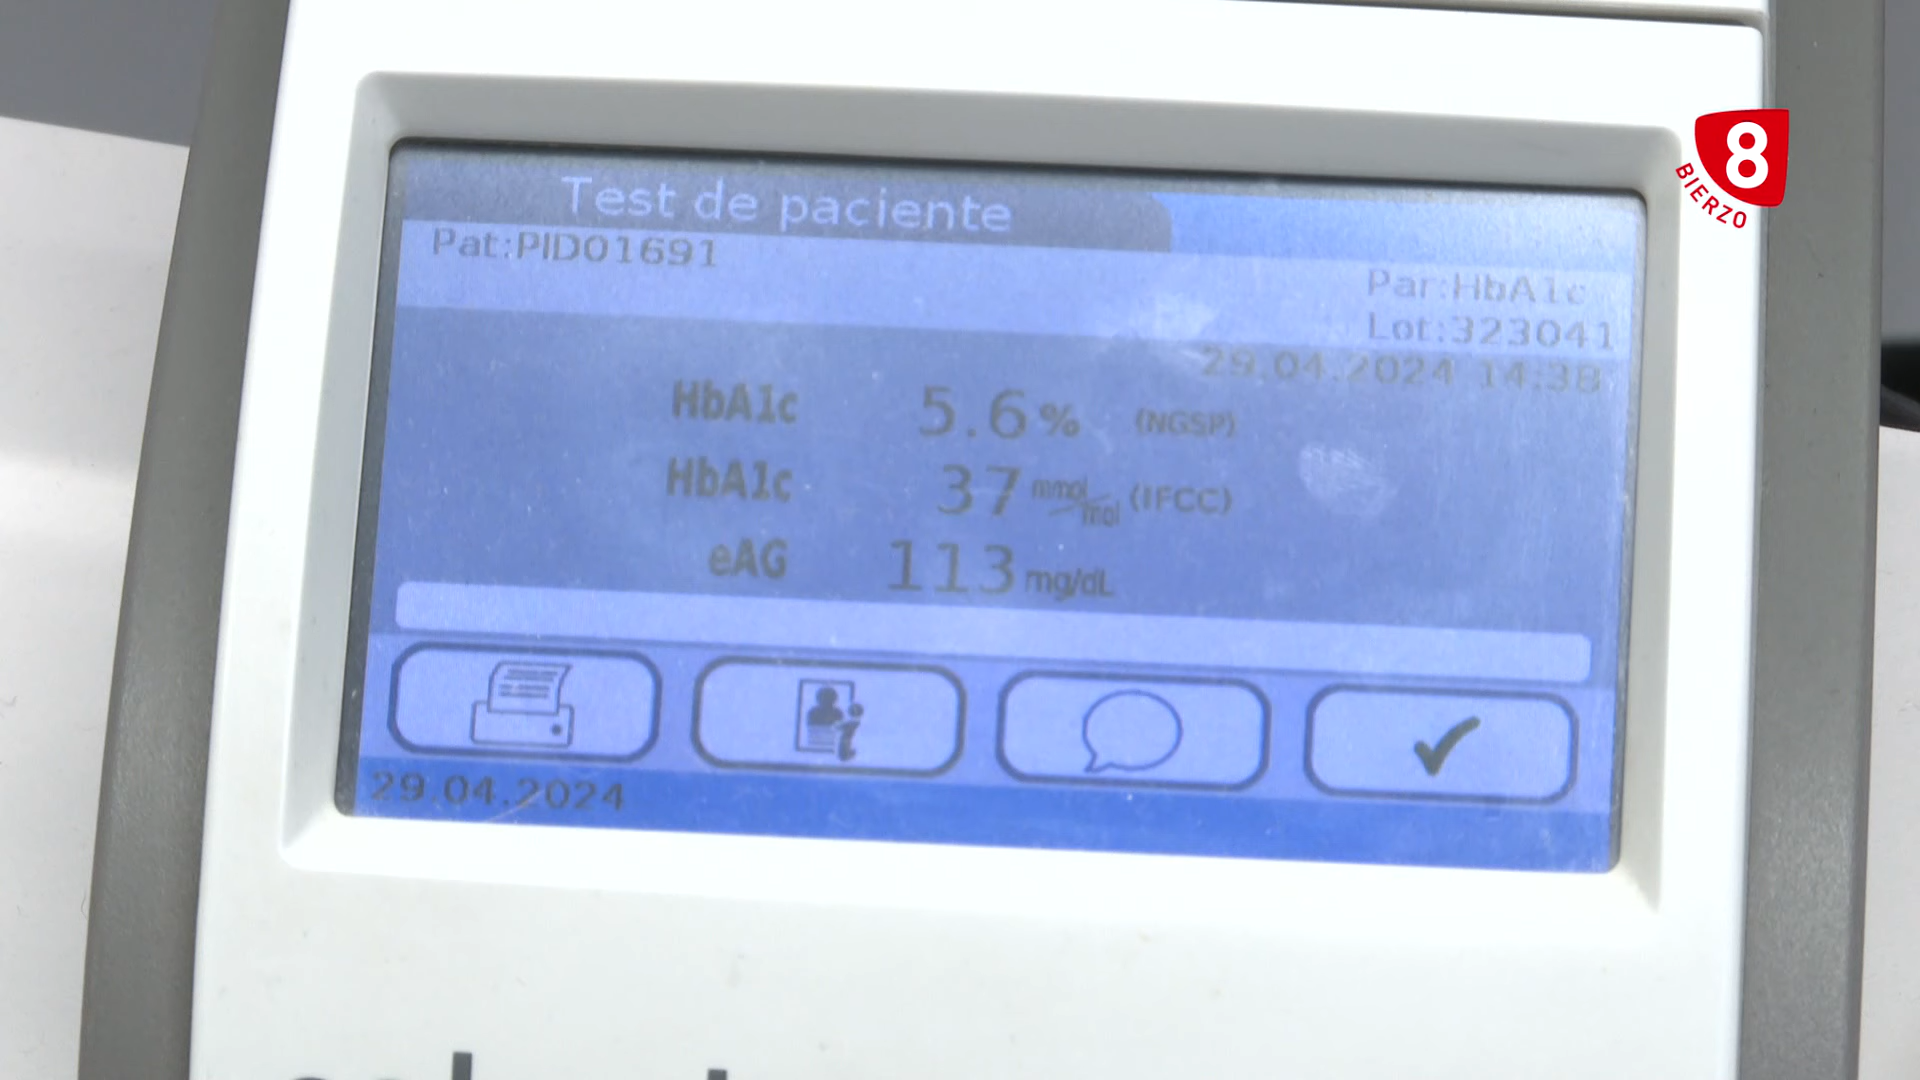 8
BIERZO
Test de paciente
Pat:PID01691
Par:HbA1c
Lot:323041
29.04.2024 14:38
HbA1c 5.6 % (NGSP)
HbA1c 37 mmol/mol (IFCC)
eAG 113 mg/dL
29.04.2024